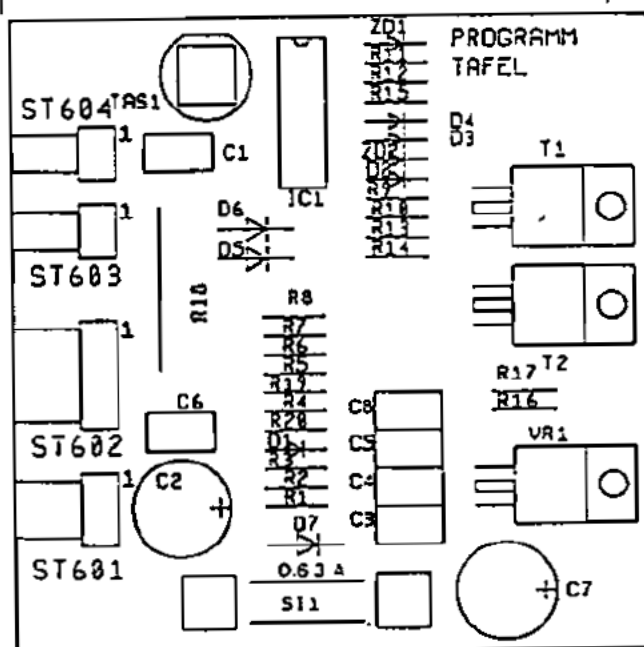 ZD1
PROGRAMM
TAFEL
R11
R12
R15
ST604
TAS1
1
C1
IC1
D4
D3
ZD2
D2
R9
R10
R13
R14
T1
D6
D5
1
ST603
R18
R8
R7
R6
R5
R19
R4
R20
D1
R3
R2
R1
T2
R17
R16
1
C6
C8
C5
C4
C3
ST602
VR1
1
C2
D7
ST601
0.63 A
SI1
C7